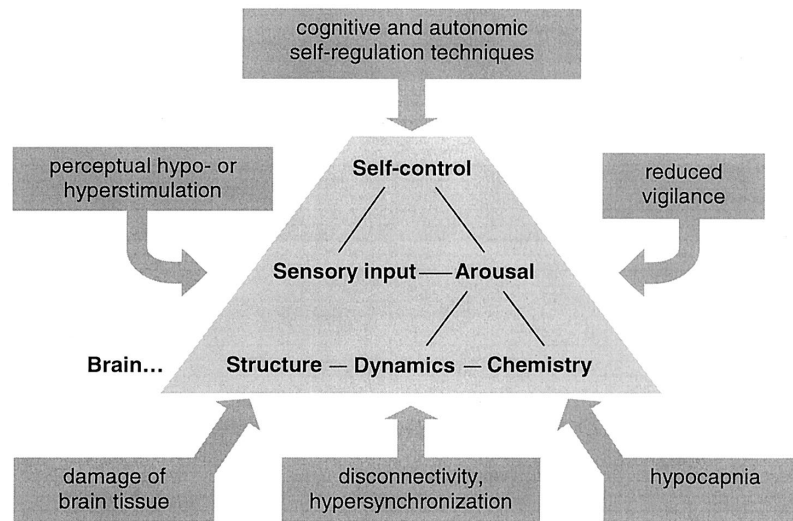 cognitive and autonomic
self-regulation techniques
perceptual hypo- or
hyperstimulation
reduced
vigilance
Self-control
Sensory input
Arousal
Brain...
Structure
Dynamics
Chemistry
damage of
brain tissue
disconnectivity,
hypersynchronization
hypocapnia